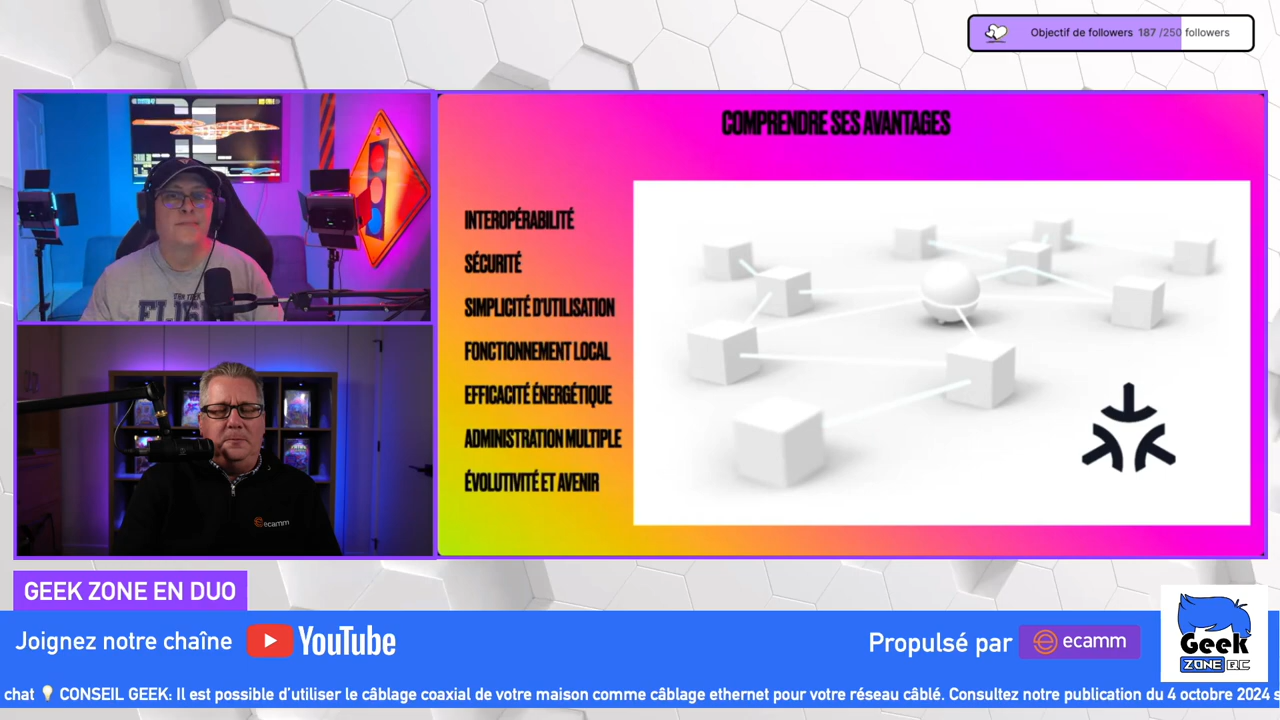 Objectif de followers 187 /250 followers
COMPRENDRE SES AVANTAGES
INTEROPÉRABILITÉ
SÉCURITÉ
SIMPLICITÉ D'UTILISATION
FONCTIONNEMENT LOCAL
EFFICACITÉ ÉNERGÉTIQUE
ADMINISTRATION MULTIPLE
ÉVOLUTIVITÉ ET AVENIR
ecamm
GEEK ZONE EN DUO
Joignez notre chaîne YouTube
Propulsé par ecamm
Geek
ZONE QC
chat 💡 CONSEIL GEEK: Il est possible d'utiliser le câblage coaxial de votre maison comme câblage ethernet pour votre réseau câblé. Consultez notre publication du 4 octobre 2024 s